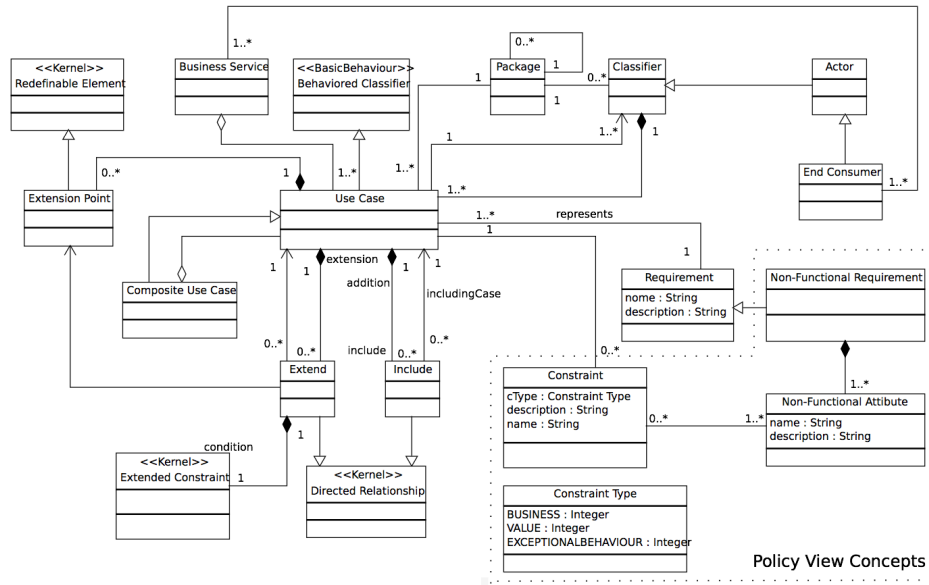 0..*
1..*
<<Kernel>>
Redefinable Element
Business Service
<<BasicBehaviour>>
Behaviored Classifier
Package
1
Classifier
Actor
1
0..*
1
1
1..*
1
0..*
1
1..*
1..*
1..*
End Consumer
1..*
Extension Point
Use Case
1..*
represents
1
1
extension
1
1
1
1
addition
includingCase
Composite Use Case
Requirement
nome : String
description : String
Non-Functional Requirement
0..*
0..*
include
0..*
0..*
0..*
Extend
Include
Constraint
cType : Constraint Type
description : String
name : String
1..*
Non-Functional Attibute
name : String
description : String
0..*
1..*
1
condition
<<Kernel>>
Extended Constraint
1
<<Kernel>>
Directed Relationship
Constraint Type
BUSINESS : Integer
VALUE : Integer
EXCEPTIONALBEHAVIOUR : Integer
Policy View Concepts